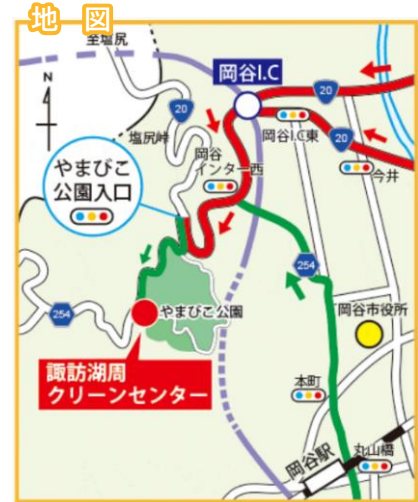 地　図
至塩尻
N
岡谷I.C
20
20
塩尻峠
岡谷I.C東
20
岡谷
インター西
今井
やまびこ
公園入口
254
254
やまびこ公園
岡谷市役所
諏訪湖周
クリーンセンター
本町
丸山橋
岡谷駅